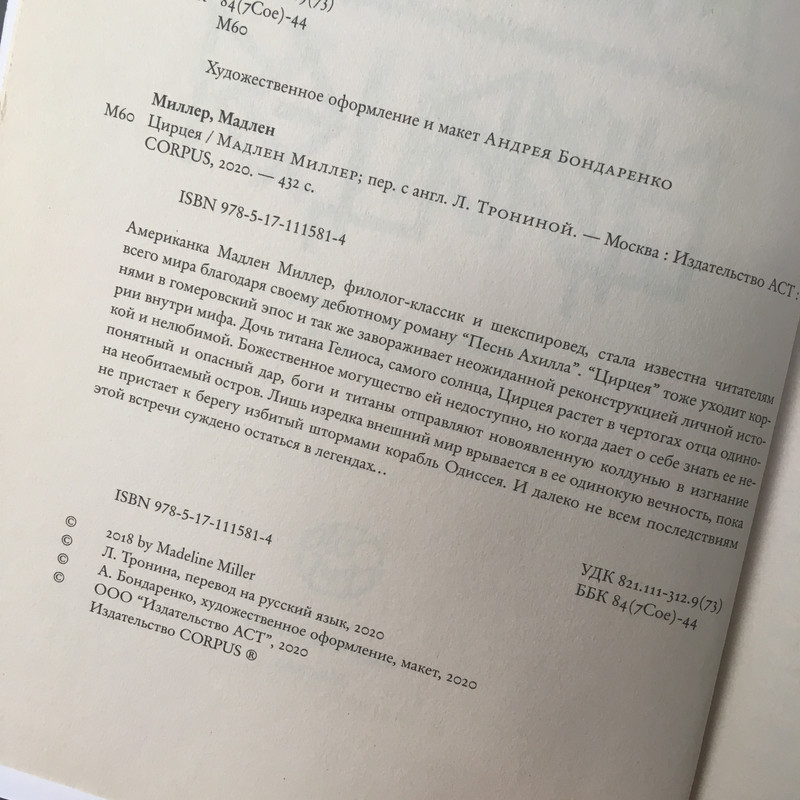 84(7Сое)-44
М60
Художественное оформление и макет Андрея Бондаренко
Миллер, Мадлен
М60 Цирцея / Мадлен Миллер; пер. с англ. Л. Трониной. — Москва : Издательство АСТ :
CORPUS, 2020. — 432 с.
ISBN 978-5-17-111581-4
Американка Мадлен Миллер, филолог-классик и шекспировед, стала известна читателям
всего мира благодаря своему дебютному роману “Песнь Ахилла”. “Цирцея” тоже уходит кор-
нями в гомеровский эпос и так же завораживает неожиданной реконструкцией личной исто-
рии внутри мифа. Дочь титана Гелиоса, самого солнца, Цирцея растет в чертогах отца одино-
кой и нелюбимой. Божественное могущество ей недоступно, но когда дает о себе знать ее не-
понятный и опасный дар, боги и титаны отправляют новоявленную колдунью в изгнание
на необитаемый остров. Лишь изредка внешний мир врывается в ее одинокую вечность, пока
не пристает к берегу избитый штормами корабль Одиссея. И далеко не всем последствиям
этой встречи суждено остаться в легендах...
УДК 821.111-312.9(73)
ББК 84(7Сое)-44
ISBN 978-5-17-111581-4
© 2018 by Madeline Miller
© Л. Тронина, перевод на русский язык, 2020
© А. Бондаренко, художественное оформление, макет, 2020
© ООО “Издательство АСТ”, 2020
Издательство CORPUS ®